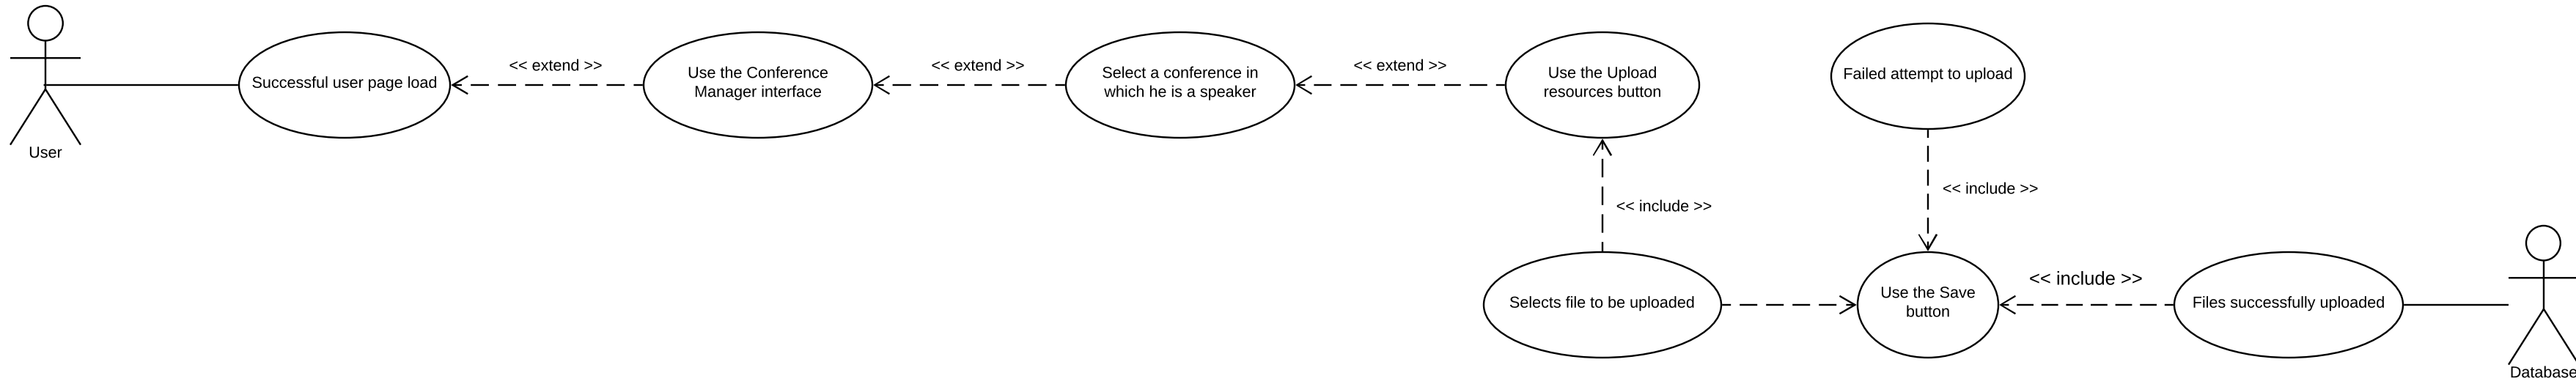 User
Successful user page load
<< extend >>
Use the Conference
Manager interface
<< extend >>
Select a conference in
which he is a speaker
<< extend >>
Use the Upload
resources button
Failed attempt to upload
<< include >>
<< include >>
Selects file to be uploaded
Use the Save
button
<< include >>
Files successfully uploaded
Database